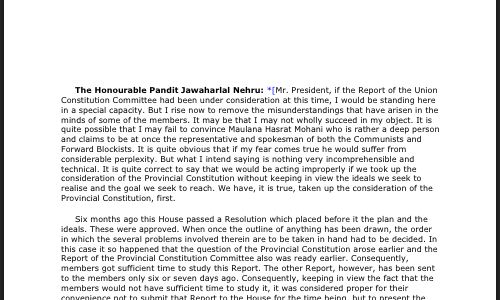 The Honourable Pandit Jawaharlal Nehru: *[Mr. President, if the Report of the Union
Constitution Committee had been under consideration at this time, I would be standing here
in a special capacity. But I rise now to remove the misunderstandings that have arisen in the
minds of some of the members. It may be that I may not wholly succeed in my object. It is
quite possible that I may fail to convince Maulana Hasrat Mohani who is rather a deep person
and claims to be at once the representative and spokesman of both the Communists and
Forward Blockists. It is quite obvious that if my fear comes true he would suffer from
considerable perplexity. But what I intend saying is nothing very incomprehensible and
technical. It is quite correct to say that we would be acting improperly if we took up the
consideration of the Provincial Constitution without keeping in view the ideals we seek to
realise and the goal we seek to reach. We have, it is true, taken up the consideration of the
Provincial Constitution, first.
Six months ago this House passed a Resolution which placed before it the plan and the
ideals. These were approved. When once the outline of anything has been drawn, the order
in which the several problems involved therein are to be taken in hand had to be decided. In
this case it so happened that the question of the Provincial Constitution arose earlier and the
Report of the Provincial Constitution Committee also was ready earlier. Consequently,
members got sufficient time to study this Report. The other Report, however, has been sent
to the members only six or seven days ago. Consequently, keeping in view the fact that the
members would not have sufficient time to study it, it was considered proper for their
convenience not to submit that Report to the House for the time being, but to present the